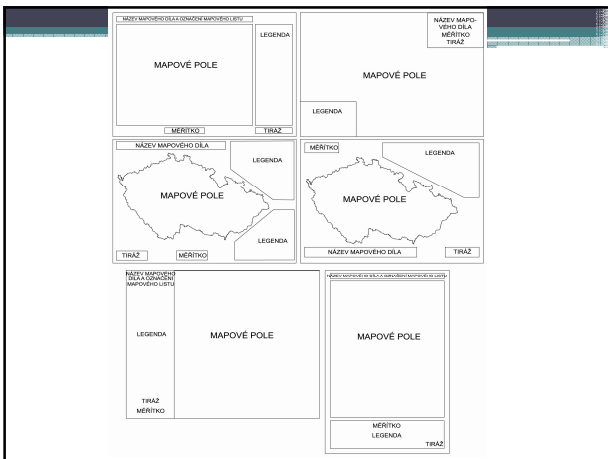 NÁZEV MAPOVÉHO DÍLA A OZNAČENÍ MAPOVÉHO LISTU
LEGENDA
MAPOVÉ POLE
MĚŘÍTKO
TIRÁŽ
NÁZEV MAPO-
VÉHO DÍLA
MĚŘÍTKO
TIRÁŽ
MAPOVÉ POLE
LEGENDA
NÁZEV MAPOVÉHO DÍLA
LEGENDA
MAPOVÉ POLE
LEGENDA
TIRÁŽ
MĚŘÍTKO
MĚŘÍTKO
LEGENDA
MAPOVÉ POLE
NÁZEV MAPOVÉHO DÍLA
TIRÁŽ
NÁZEV MAPOVÉHO
DÍLA A OZNAČENÍ
MAPOVÉHO LISTU
LEGENDA
MAPOVÉ POLE
TIRÁŽ
MĚŘÍTKO
NÁZEV MAPOVÉHO DÍLA A OZNAČENÍ MAPOVÉHO LISTU
MAPOVÉ POLE
MĚŘÍTKO
LEGENDA
TIRÁŽ